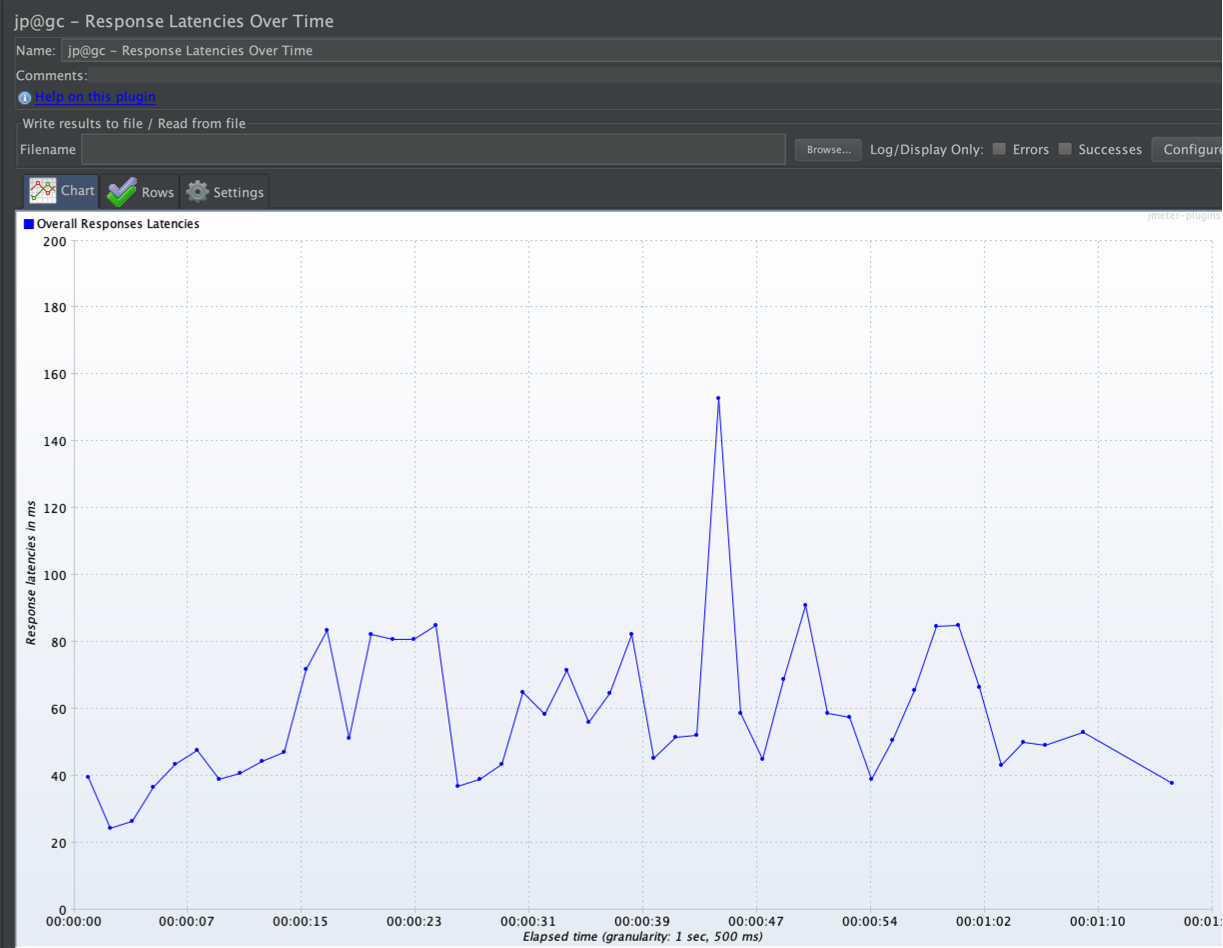 jp@gc – Response Latencies Over Time
Name: jp@gc – Response Latencies Over Time
Comments:
Help on this plugin
Write results to file / Read from file
Filename Browse... Log/Display Only: Errors Successes Configure
Chart Rows Settings
jmeter-plugins
Overall Responses Latencies
200
180
160
140
120
100
80
60
40
20
0
Response latencies in ms
00:00:00 00:00:07 00:00:15 00:00:23 00:00:31 00:00:39 00:00:47 00:00:54 00:01:02 00:01:10
Elapsed time (granularity: 1 sec, 500 ms)